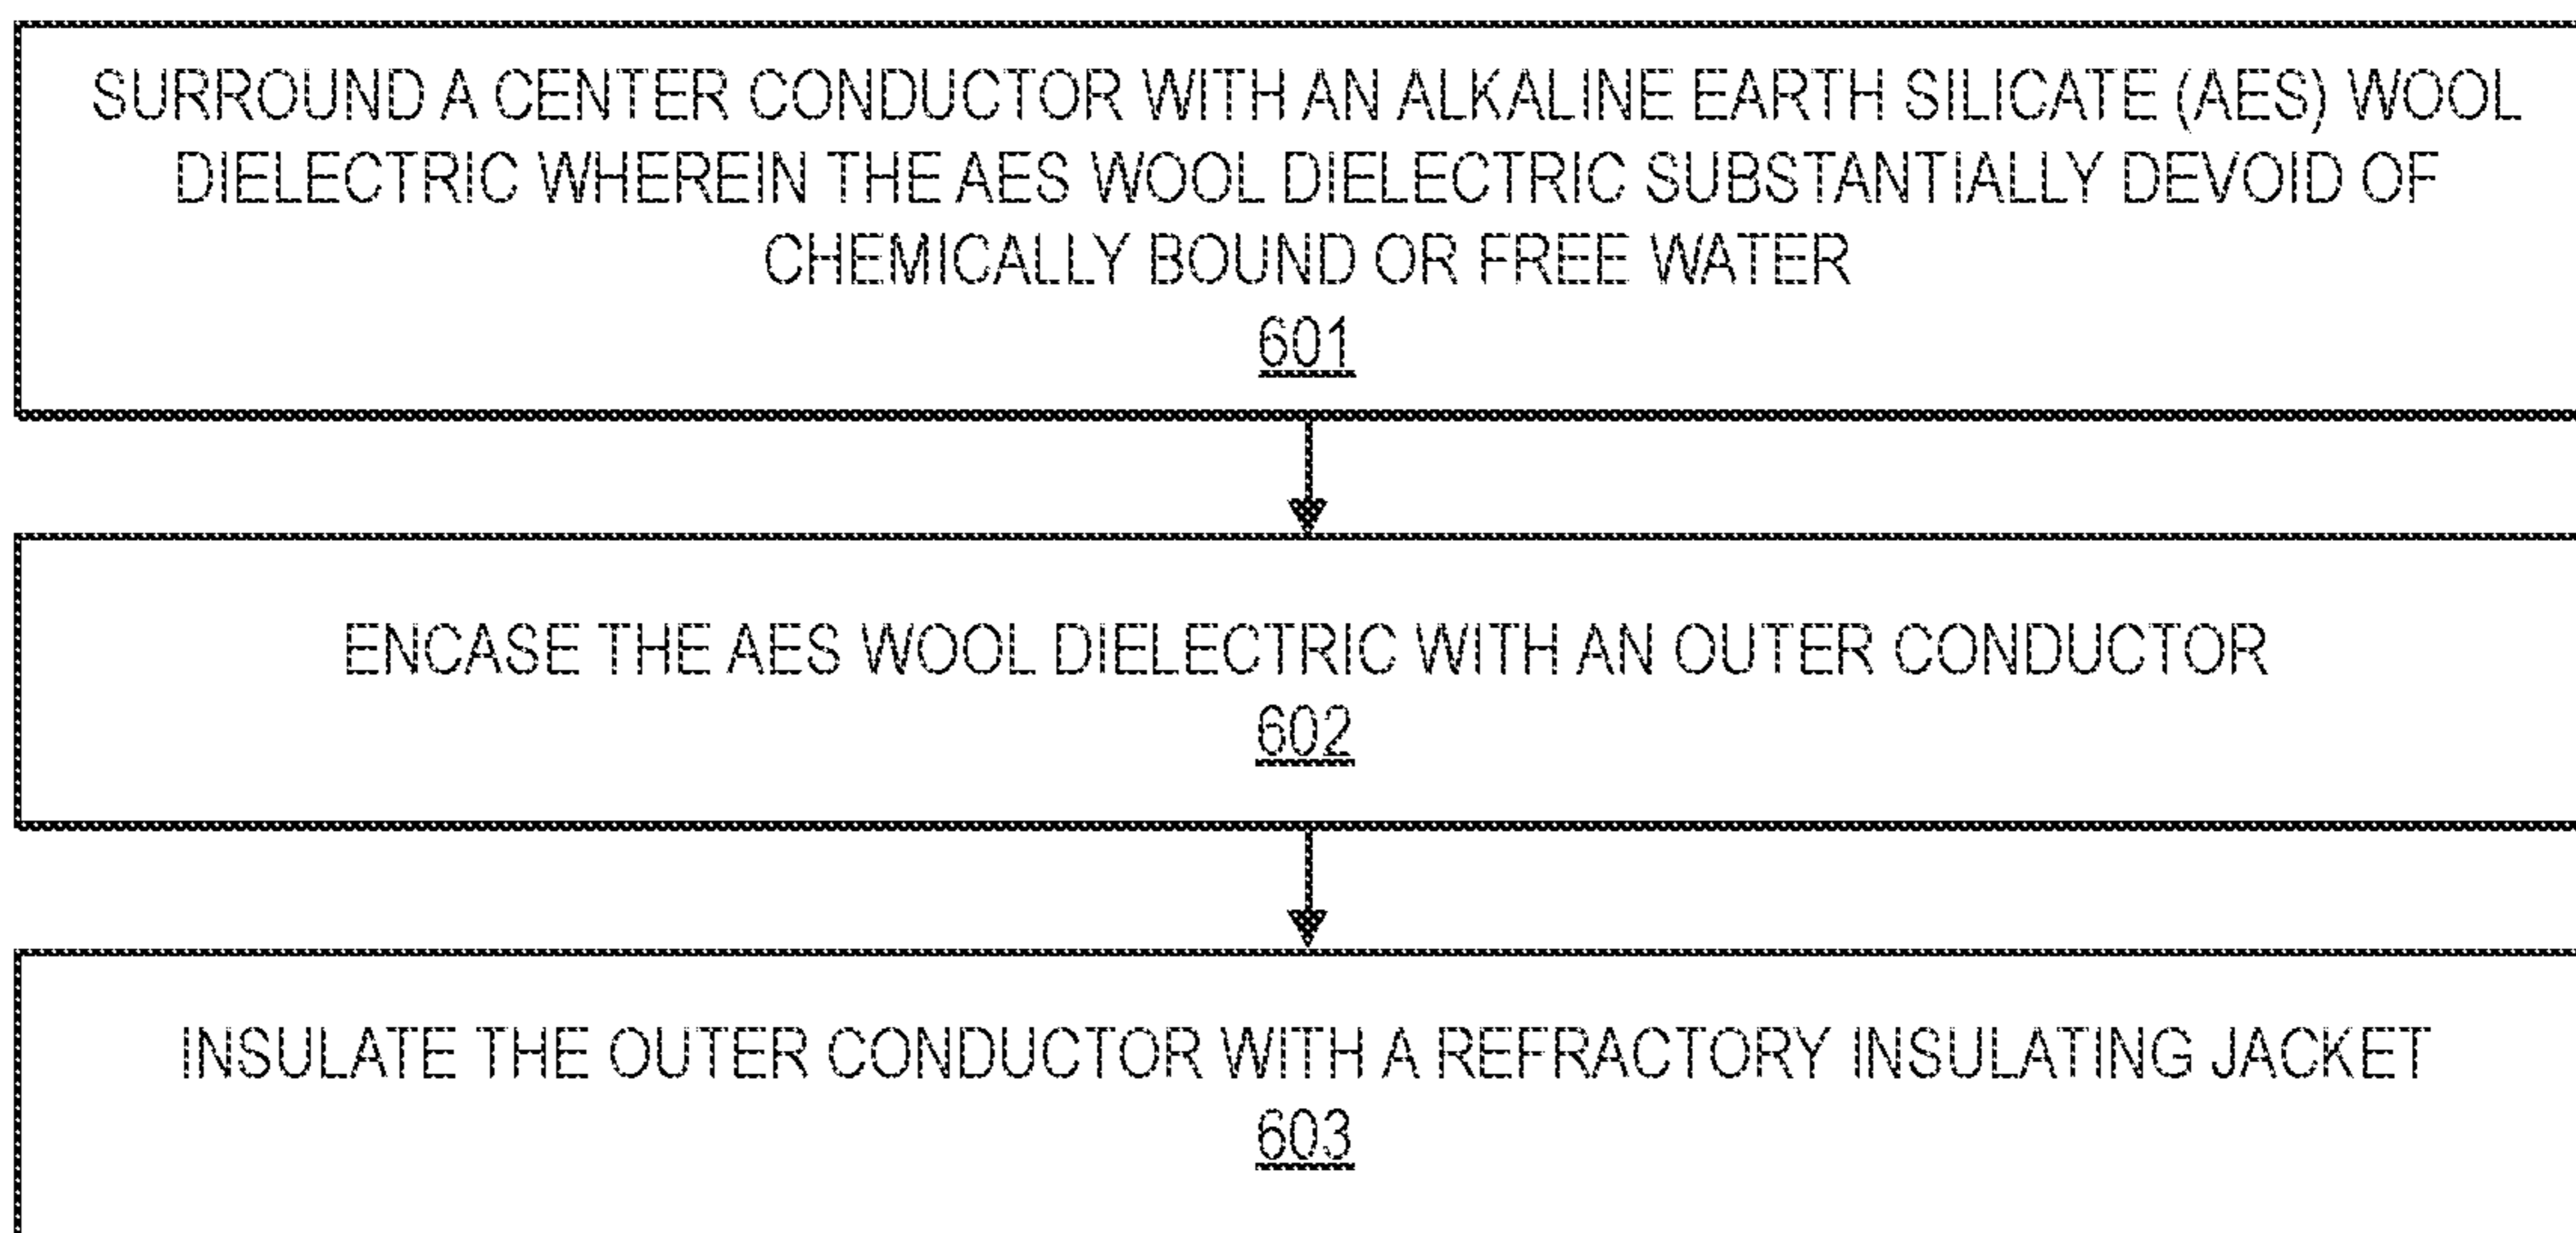 SURROUND A CENTER CONDUCTOR WITH AN ALKALINE EARTH SILICATE (AES) WOOL
DIELECTRIC WHEREIN THE AES WOOL DIELECTRIC SUBSTANTIALLY DEVOID OF
CHEMICALLY BOUND OR FREE WATER
601
ENCASE THE AES WOOL DIELECTRIC WITH AN OUTER CONDUCTOR
602
INSULATE THE OUTER CONDUCTOR WITH A REFRACTORY INSULATING JACKET
603